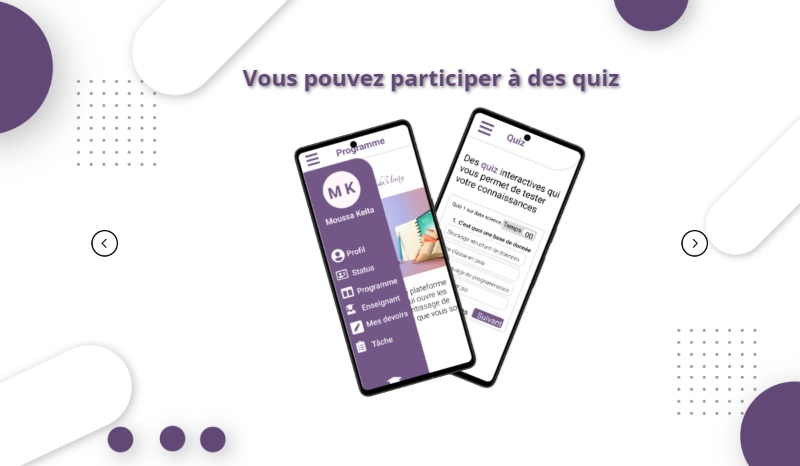 Vous pouvez participer à des quiz
Programme
M K
Moussa Keita
Profil
Status
Programme
Enseignant
Mes devoirs
Tâche
plateforme
ui ouvre les
ntissage de
que vous so
Quiz
Des quiz interactives qui
vous permet de tester
votre connaissances
Quiz 1 sur data science
Temps 00
1. C'est quoi une base de donnée
Stockage structuré de données
classe en java
de programmation
Suivant